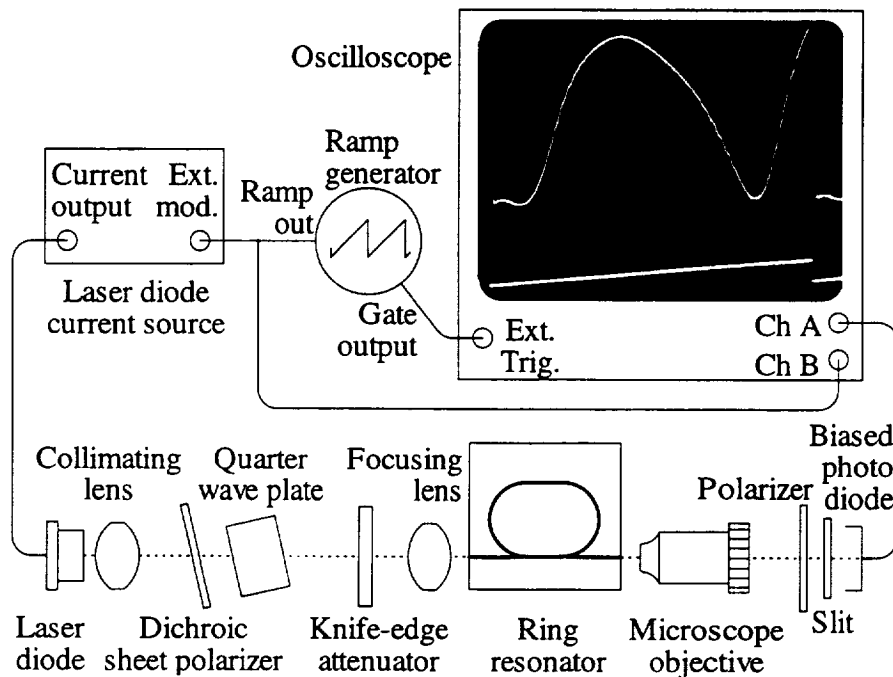 Oscilloscope
Ramp
generator
Current Ext.
output mod.
Ramp
out
Laser diode
current source
Gate
output
Ext.
Trig.
Ch A
Ch B
Collimating
lens
Quarter
wave plate
Focusing
lens
Polarizer
Biased
photo
diode
Laser
diode
Dichroic
sheet polarizer
Knife-edge
attenuator
Ring
resonator
Microscope
objective
Slit